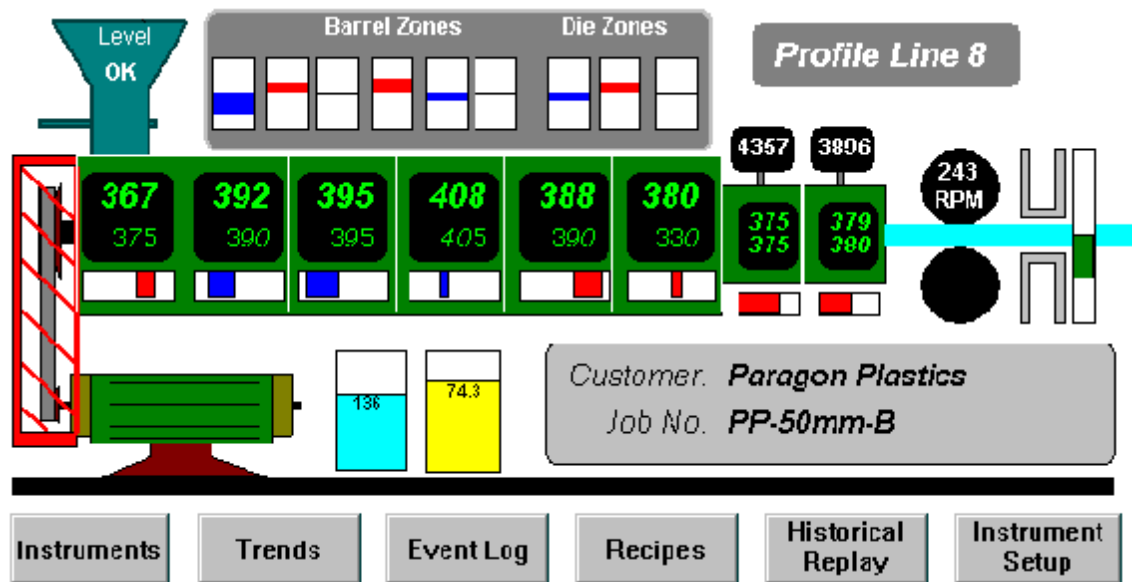 Level
OK
Barrel Zones
Die Zones
Profile Line 8
4357
3896
243
RPM
367
392
395
408
388
380
375
390
395
405
390
330
375
375
379
380
136
74.3
Customer. Paragon Plastics
Job No. PP-50mm-B
Instruments
Trends
Event Log
Recipes
Historical
Replay
Instrument
Setup